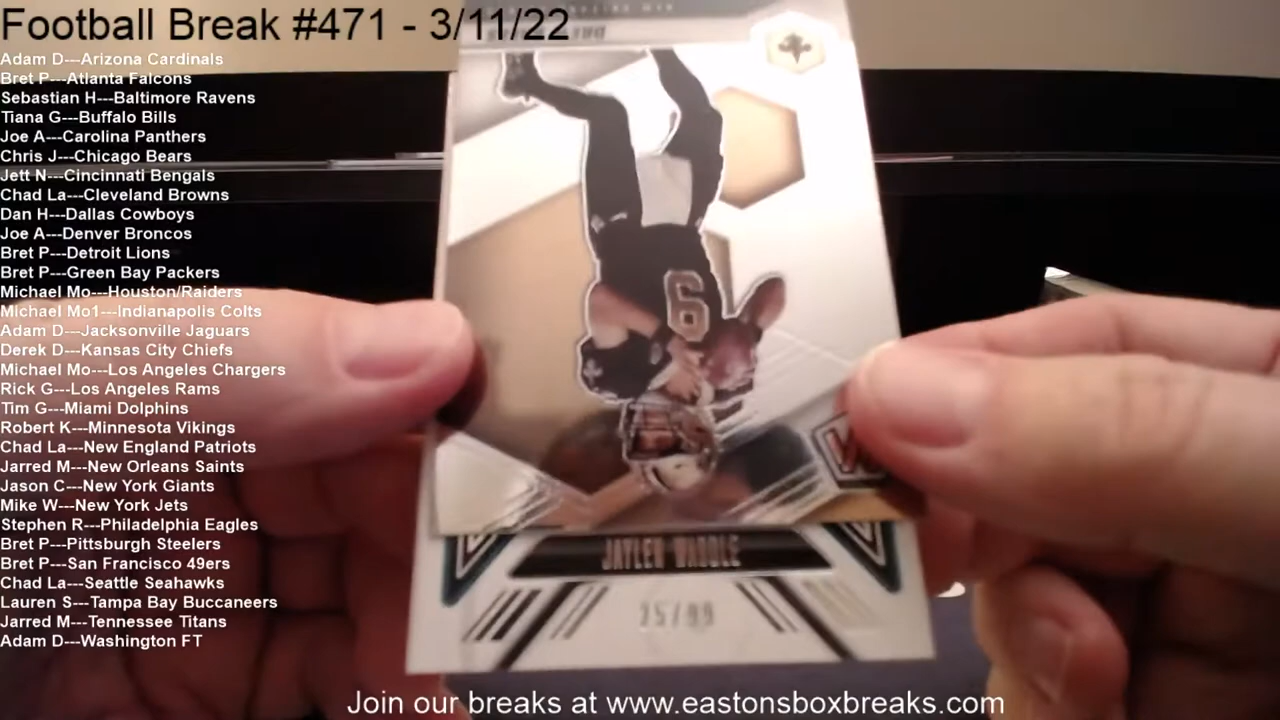 Football Break #471 - 3/11/22
Adam D---Arizona Cardinals
Bret P---Atlanta Falcons
Sebastian H---Baltimore Ravens
Tiana G---Buffalo Bills
Joe A---Carolina Panthers
Chris J---Chicago Bears
Jett N---Cincinnati Bengals
Chad La---Cleveland Browns
Dan H---Dallas Cowboys
Joe A---Denver Broncos
Bret P---Detroit Lions
Bret P---Green Bay Packers
Michael Mo---Houston/Raiders
Michael Mo1---Indianapolis Colts
Adam D---Jacksonville Jaguars
Derek D---Kansas City Chiefs
Michael Mo---Los Angeles Chargers
Rick G---Los Angeles Rams
Tim G---Miami Dolphins
Robert K---Minnesota Vikings
Chad La---New England Patriots
Jarred M---New Orleans Saints
Jason C---New York Giants
Mike W---New York Jets
Stephen R---Philadelphia Eagles
Bret P---Pittsburgh Steelers
Bret P---San Francisco 49ers
Chad La---Seattle Seahawks
Lauren S---Tampa Bay Buccaneers
Jarred M---Tennessee Titans
Adam D---Washington FT
9
JAYLEN WADDLE
25/99
Join our breaks at www.eastonsboxbreaks.com